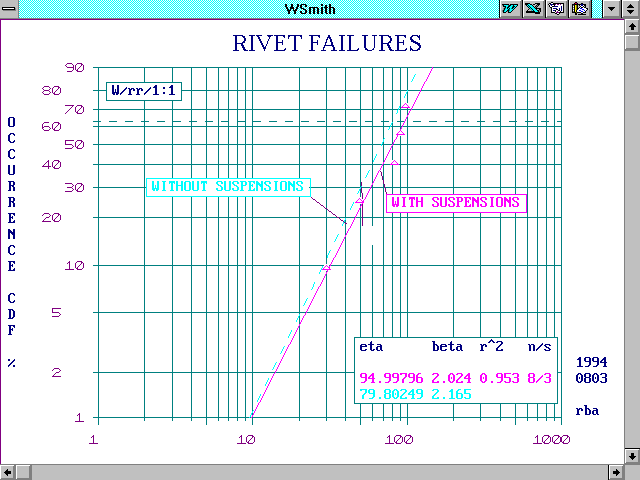 WSmith
RIVET FAILURES
W/rr/1:1
OCCURRENCE CDF %
90
80
70
60
50
40
30
20
10
5
2
1
WITHOUT SUSPENSIONS
WITH SUSPENSIONS
eta beta r^2 n/s
94.99796 2.024 0.953 8/3
79.80249 2.165
1994
0803
rba
1 10 100 1000